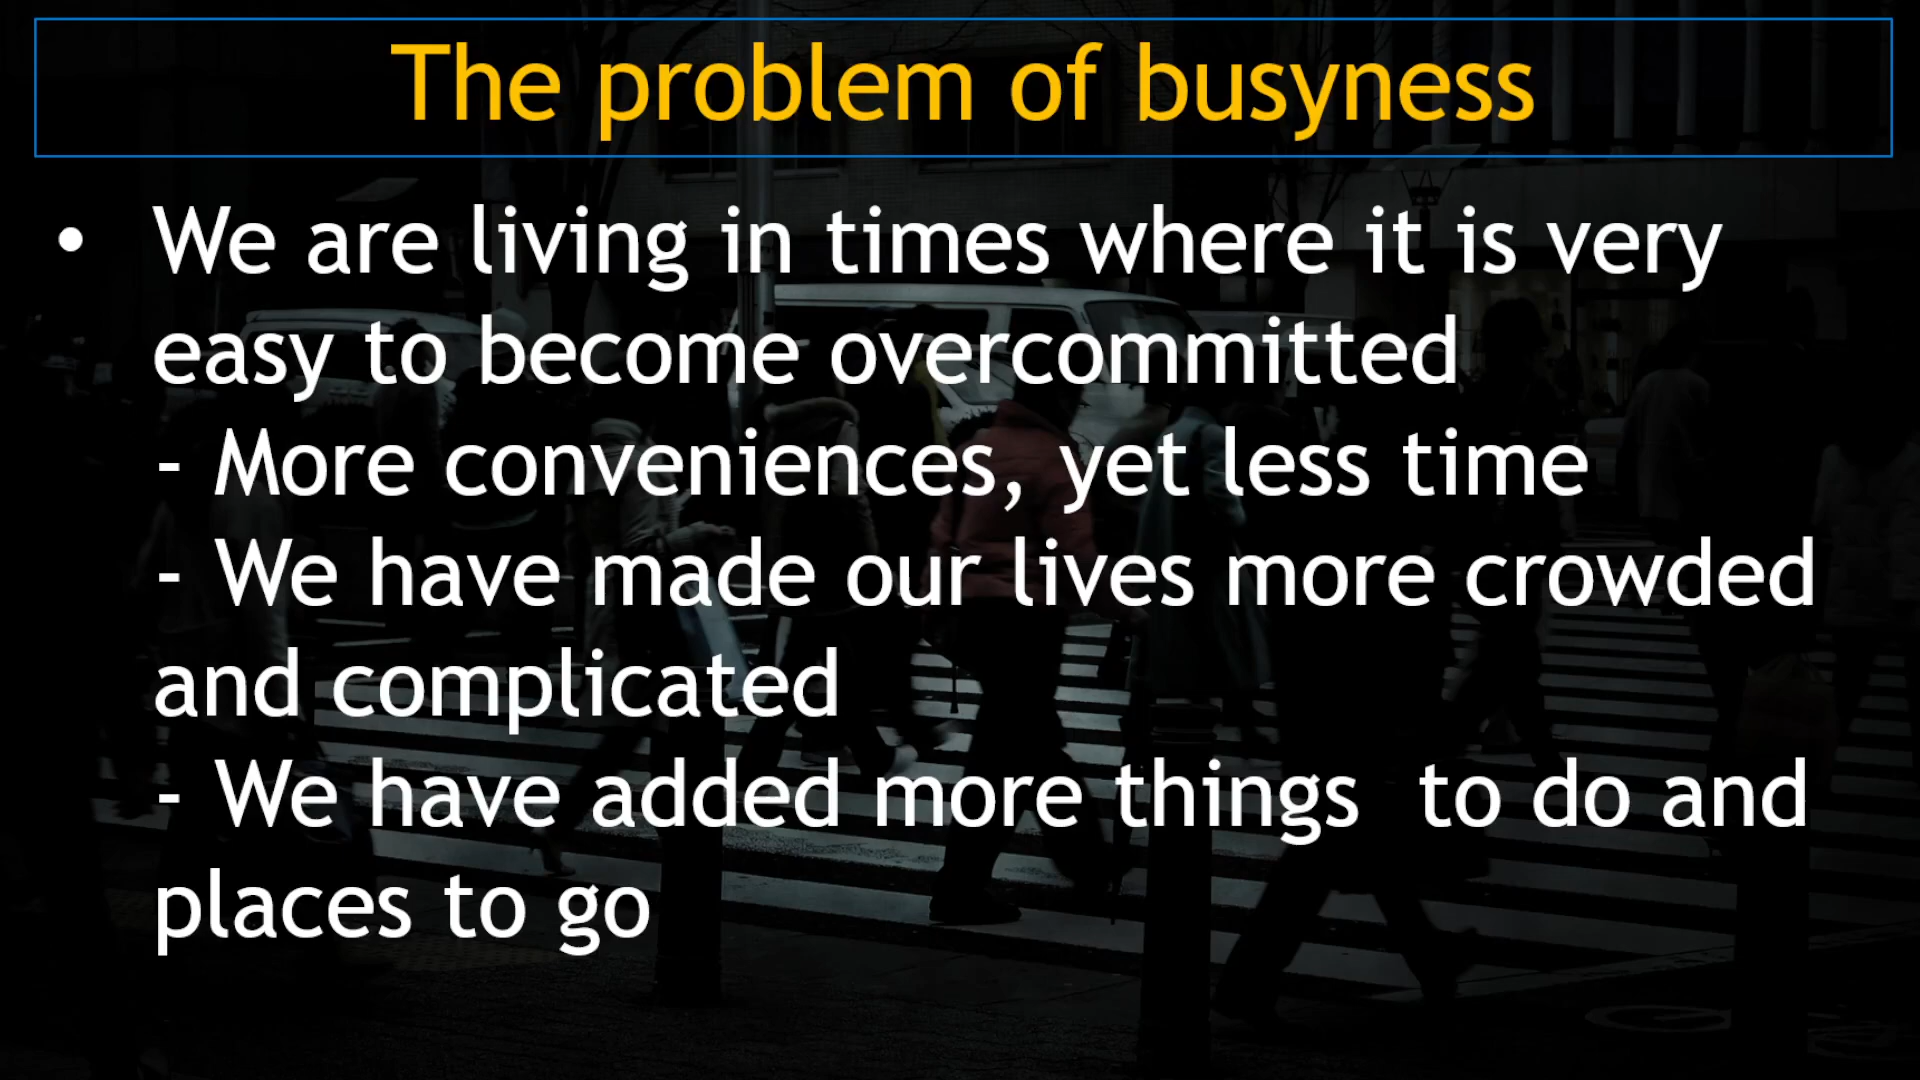 The problem of busyness
• We are living in times where it is very
easy to become overcommitted
- More conveniences, yet less time
- We have made our lives more crowded
and complicated
- We have added more things  to do and
places to go